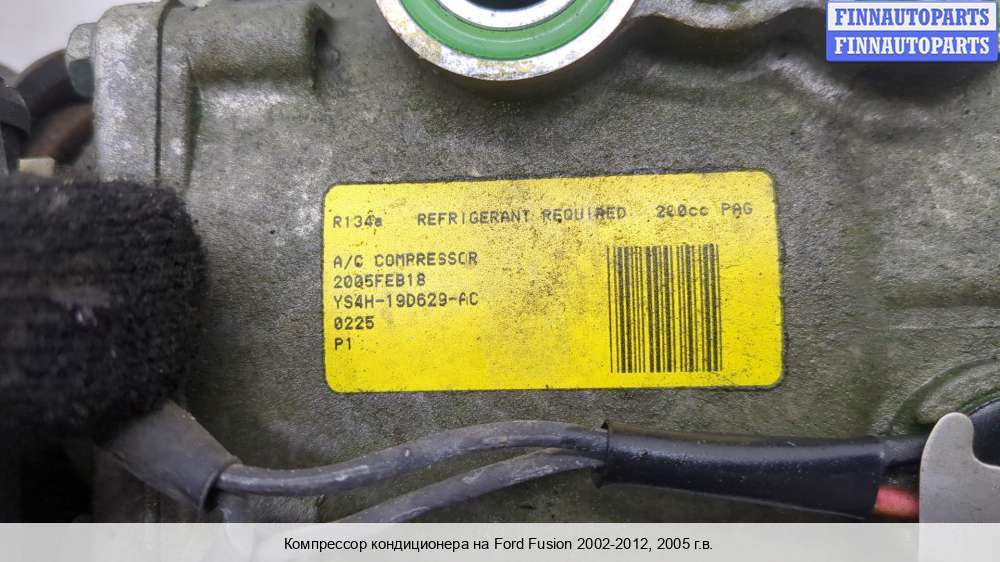 FINNAUTOPARTS
FINNAUTOPARTS
R134a REFRIGERANT REQUIRED 200cc PAG
A/C COMPRESSOR
2005FEB18
YS4H-19D629-AC
0225
P1
Компрессор кондиционера на Ford Fusion 2002-2012, 2005 г.в.